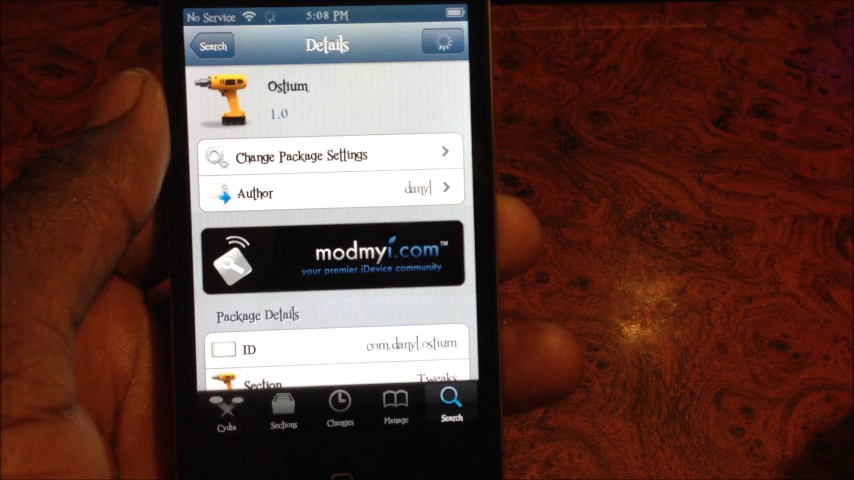 No Service 5:08 PM
Search Details
Ostium
1.0
Change Package Settings
Author danyl
modmyi.com™
your premier iDevice community
Package Details
ID com.danyl.ostium
Section Tweaks
Cydia Sections Changes Manage Search